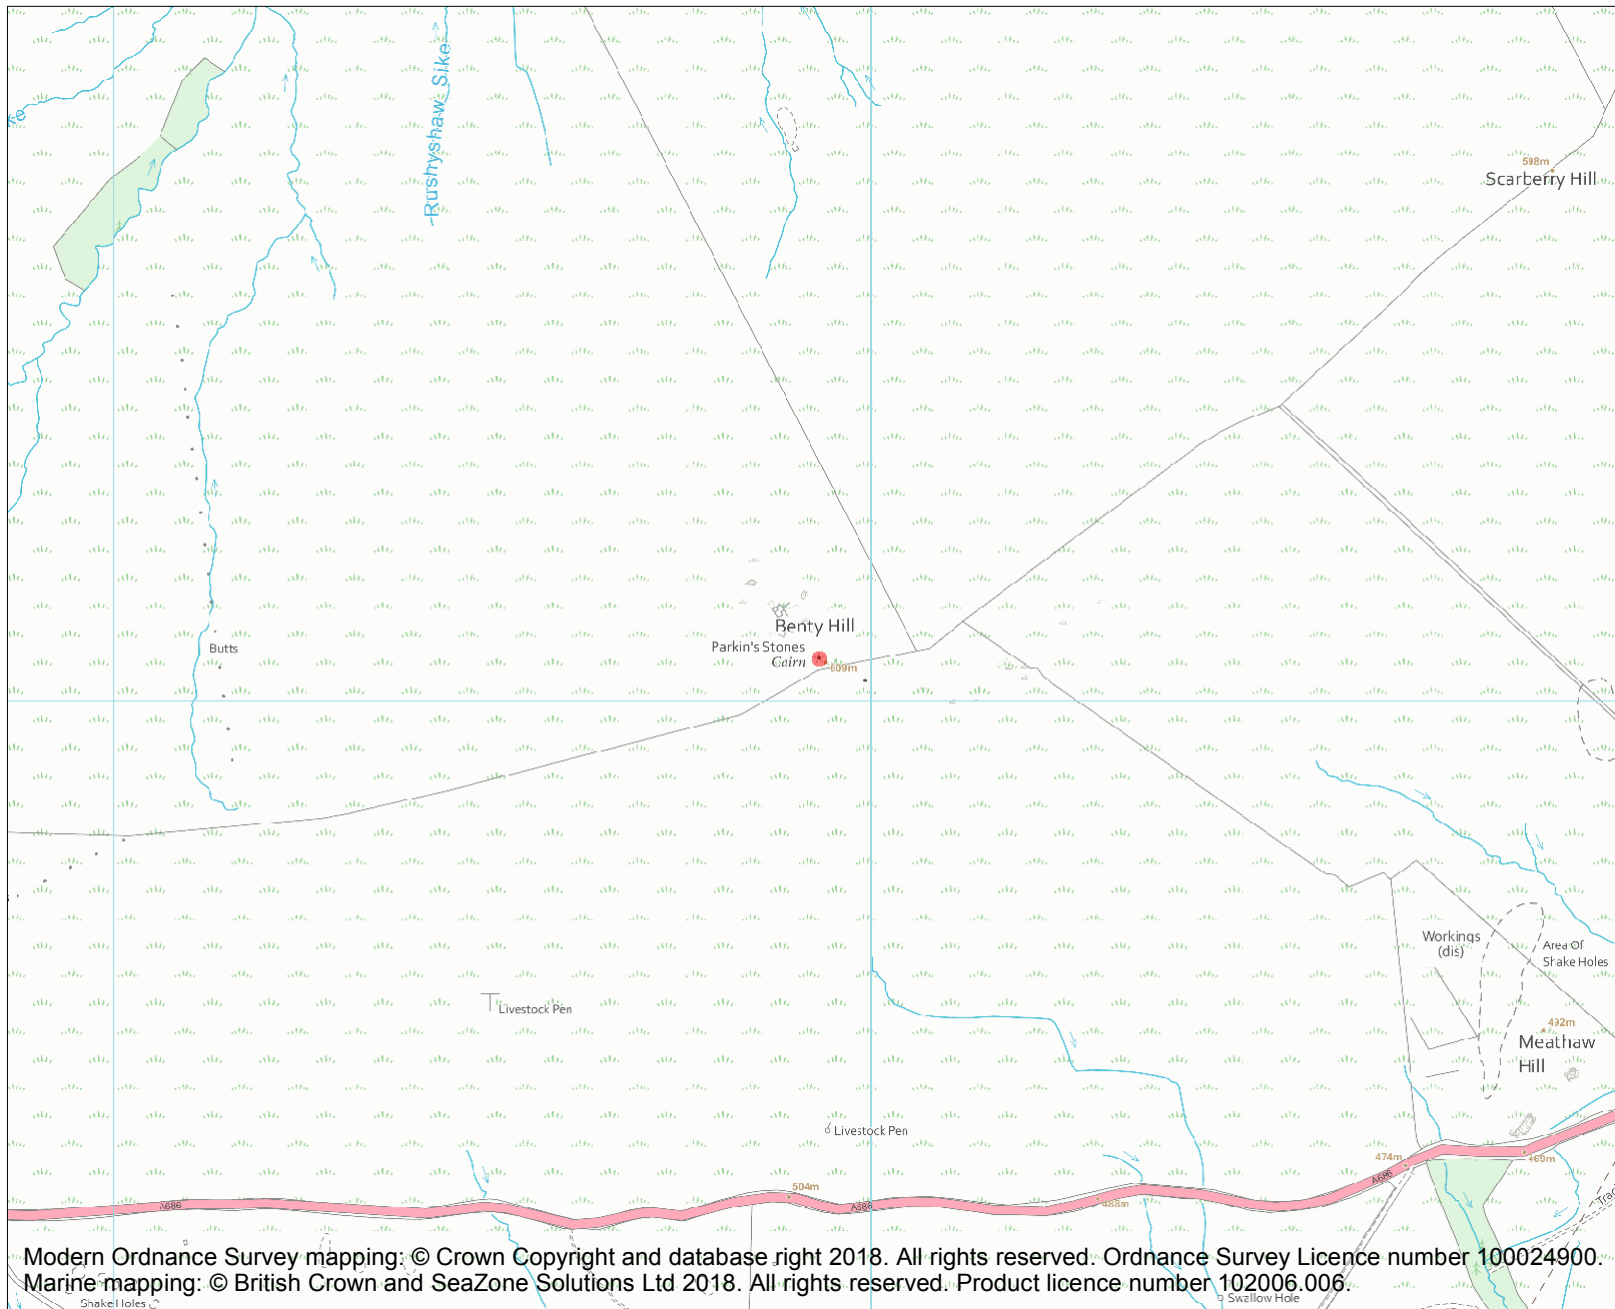 Rushyshaw Sike
ke
598m
Scarberry Hill
Benty Hill
Parkin's Stones
Cairn
609m
Butts
Workings
(dis)
Area Of
Shake Holes
492m
Meathaw
Hill
Livestock Pen
Livestock Pen
474m
469m
A686
504m
A686
A686
488m
Track
Modern Ordnance Survey mapping: © Crown Copyright and database right 2018. All rights reserved. Ordnance Survey Licence number 100024900.
Marine mapping: © British Crown and SeaZone Solutions Ltd 2018. All rights reserved. Product licence number 102006.006.
Shake Holes
Swallow Hole